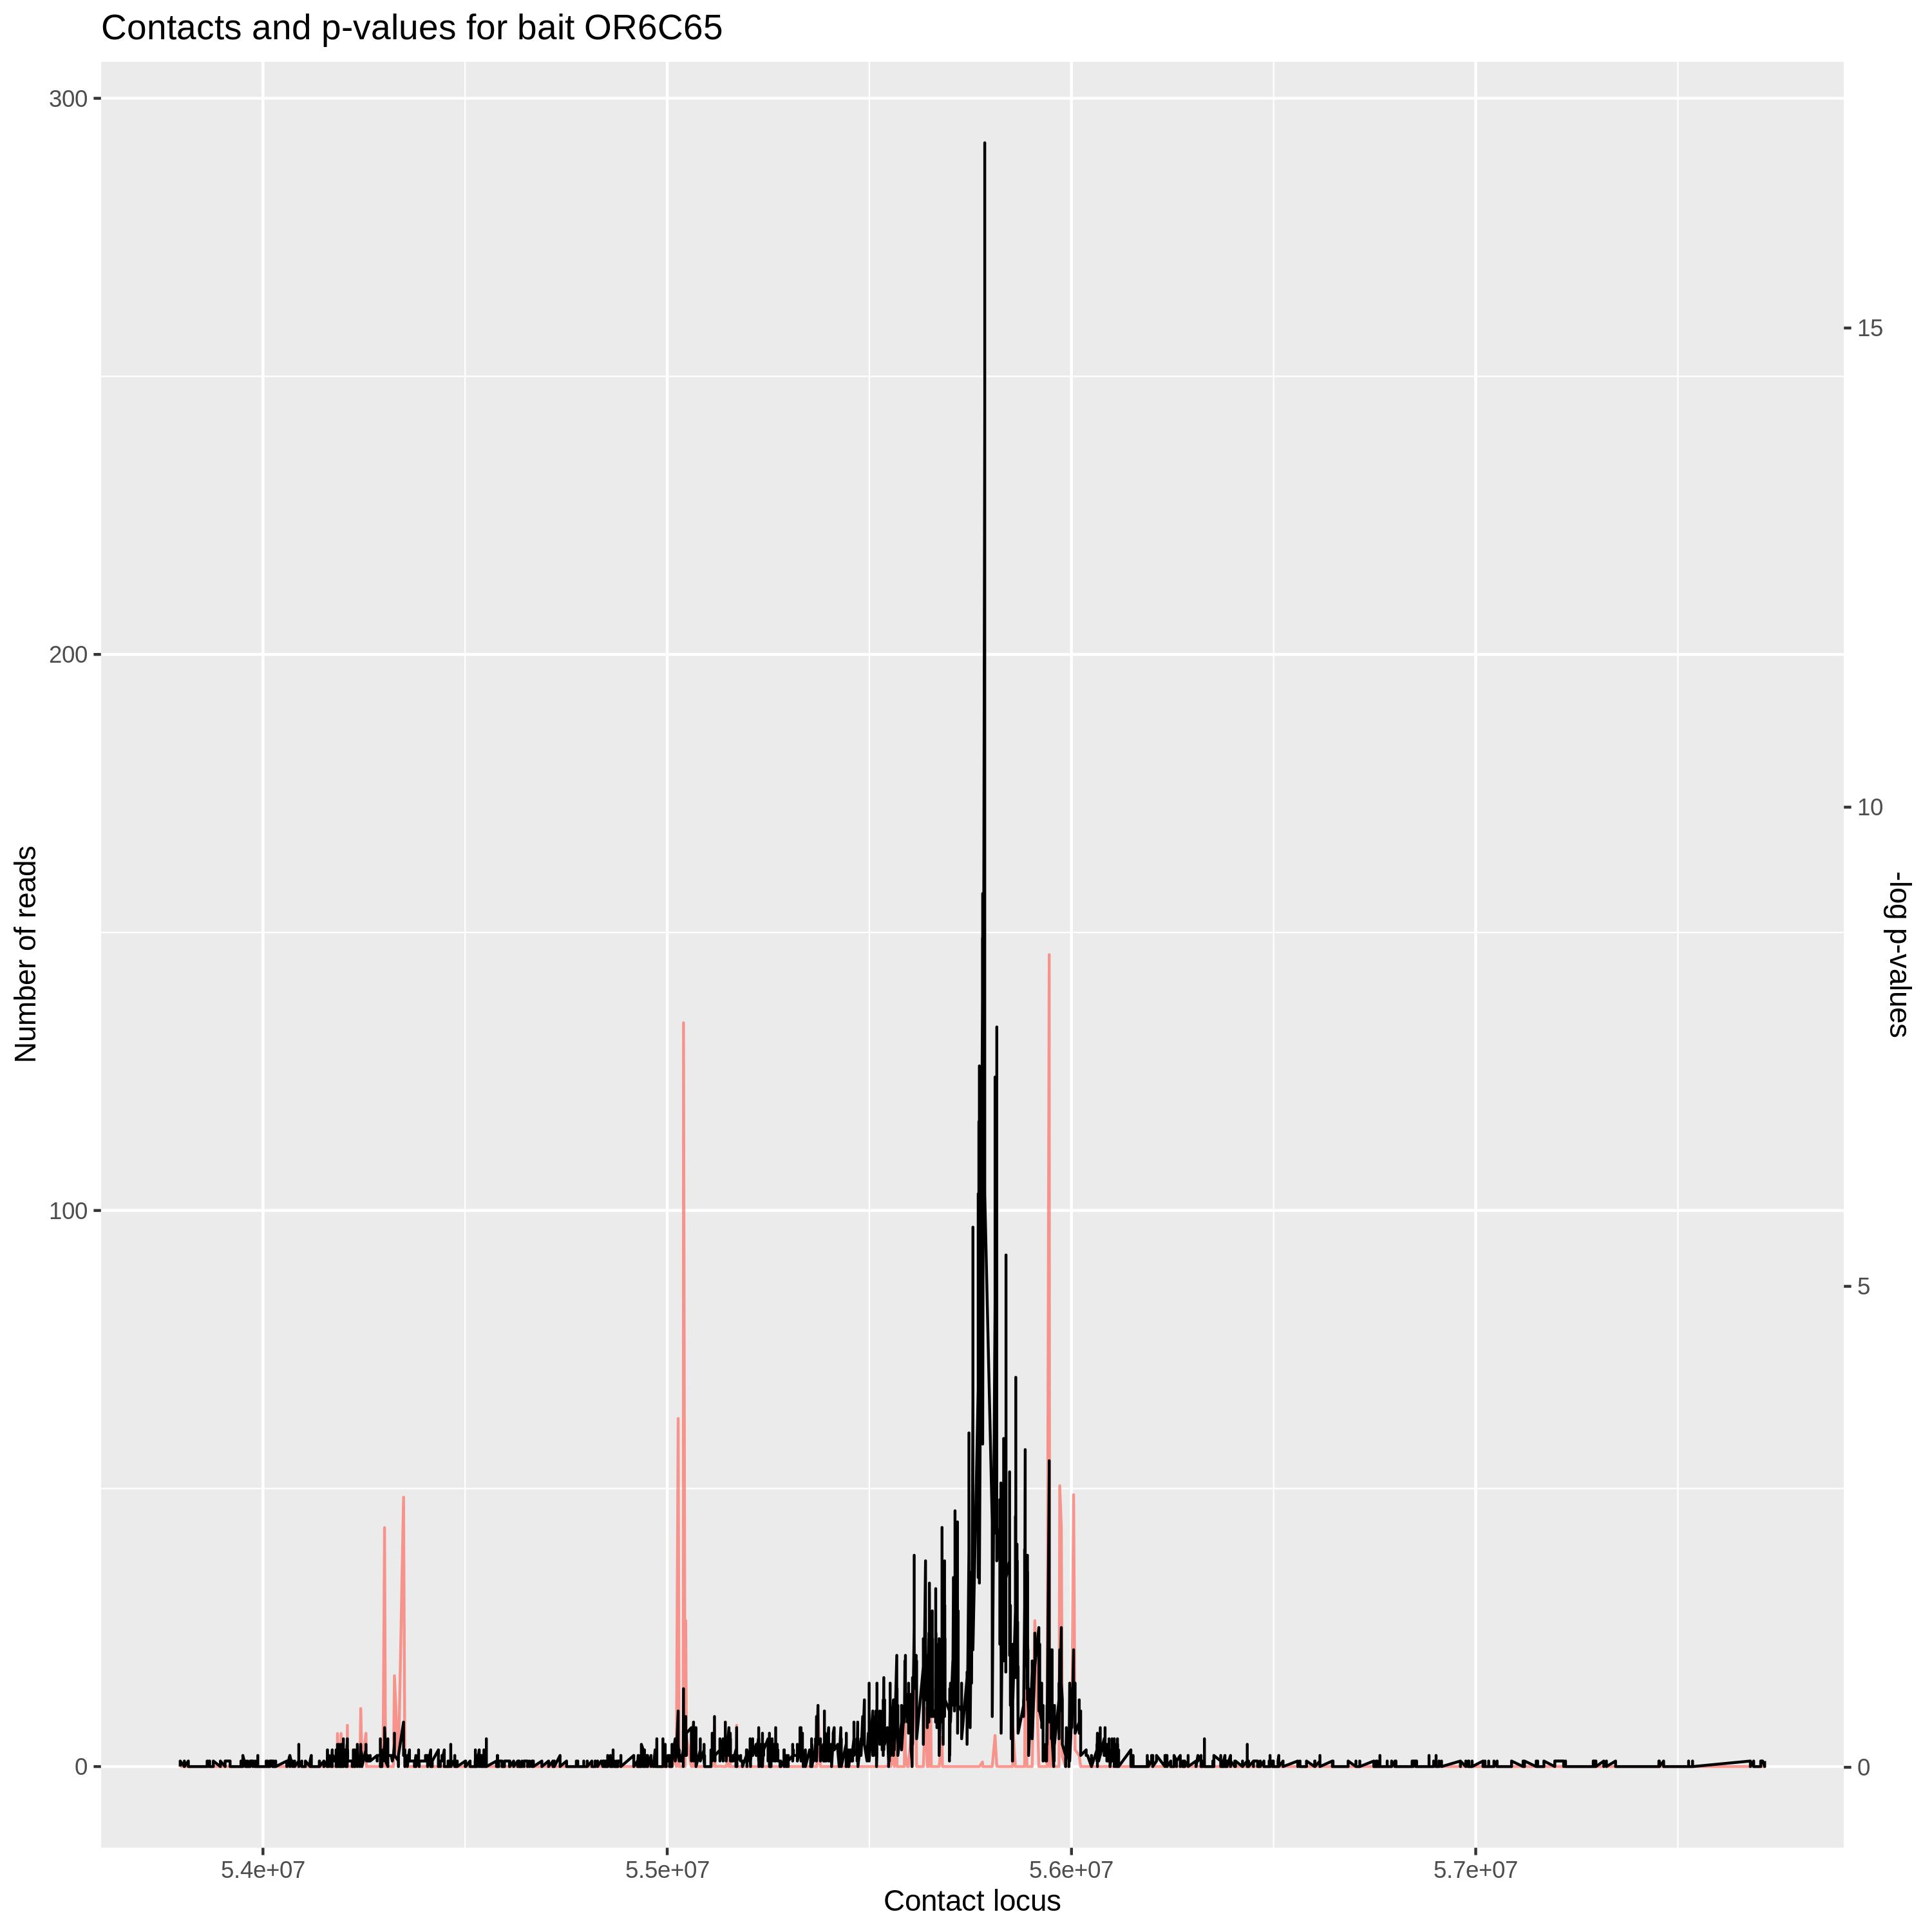 Contacts and p-values for bait OR6C65
300
200
100
0
Number of reads
15
10
5
0
-log p-values
5.4e+07
5.5e+07
5.6e+07
5.7e+07
Contact locus